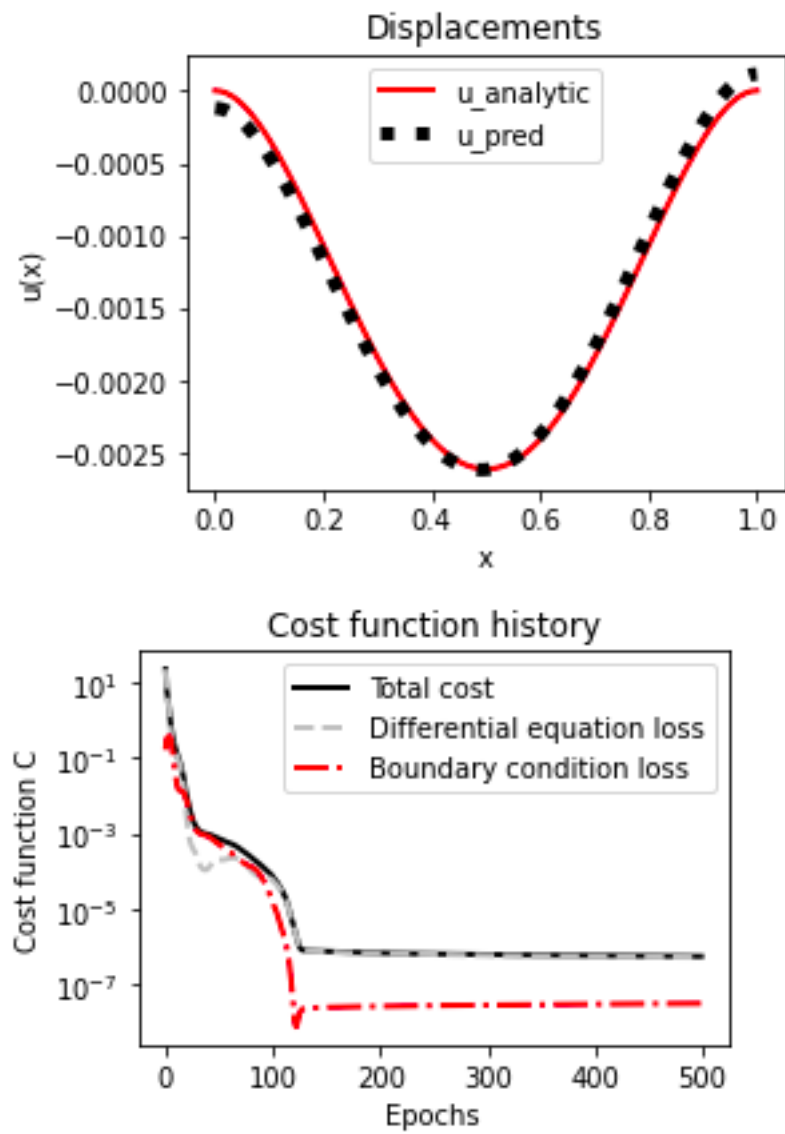 Displacements
u_analytic
u_pred
0.0000
−0.0005
−0.0010
−0.0015
−0.0020
−0.0025
u(x)
0.0 0.2 0.4 0.6 0.8 1.0
x
Cost function history
Total cost
Differential equation loss
Boundary condition loss
10¹
10⁻¹
10⁻³
10⁻⁵
10⁻⁷
Cost function C
0 100 200 300 400 500
Epochs